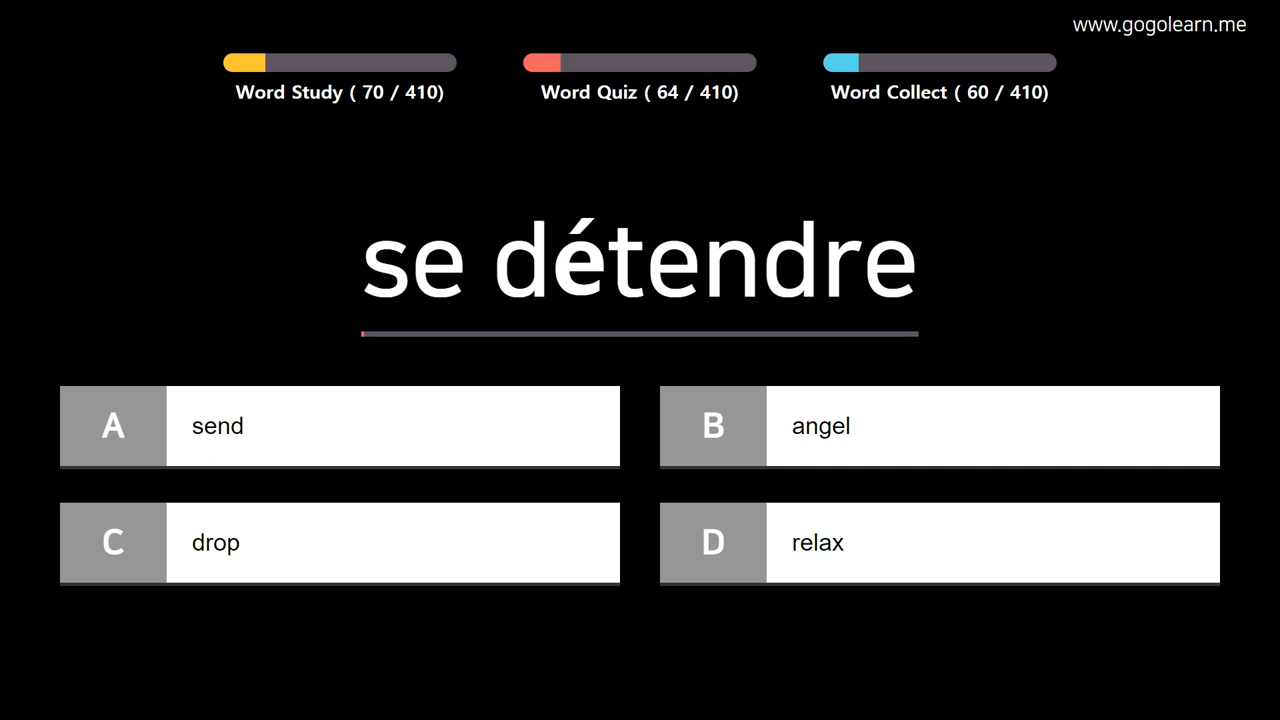 www.gogolearn.me
Word Study ( 70 / 410)
Word Quiz ( 64 / 410)
Word Collect ( 60 / 410)
se détendre
A send
B angel
C drop
D relax